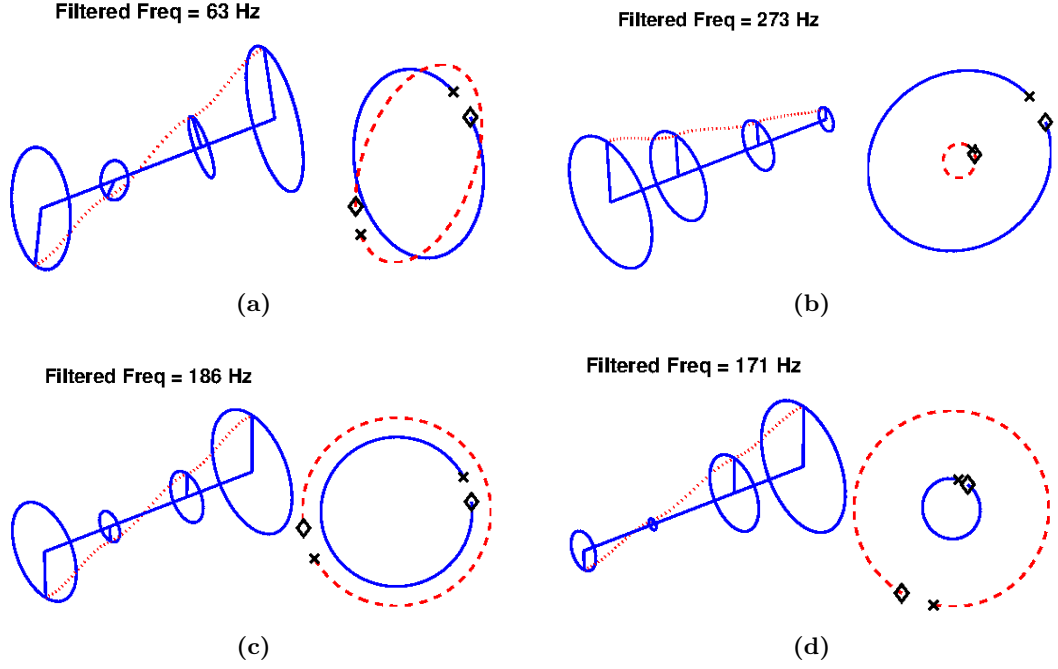 Filtered Freq = 63 Hz
Filtered Freq = 273 Hz
(a)
(b)
Filtered Freq = 186 Hz
Filtered Freq = 171 Hz
(c)
(d)